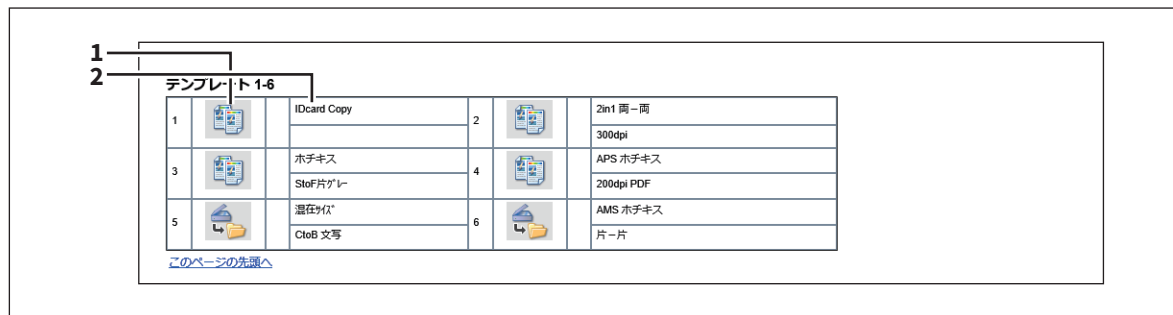 1
2
テンプレート 1-6
1 IDcard Copy 2 2in1 両－両
300dpi
3 ホチキス 4 APS ホチキス
StoF片ｸﾞﾚｰ 200dpi PDF
5 混在ｻｲｽﾞ 6 AMS ホチキス
CtoB 文写 片－片
このページの先頭へ